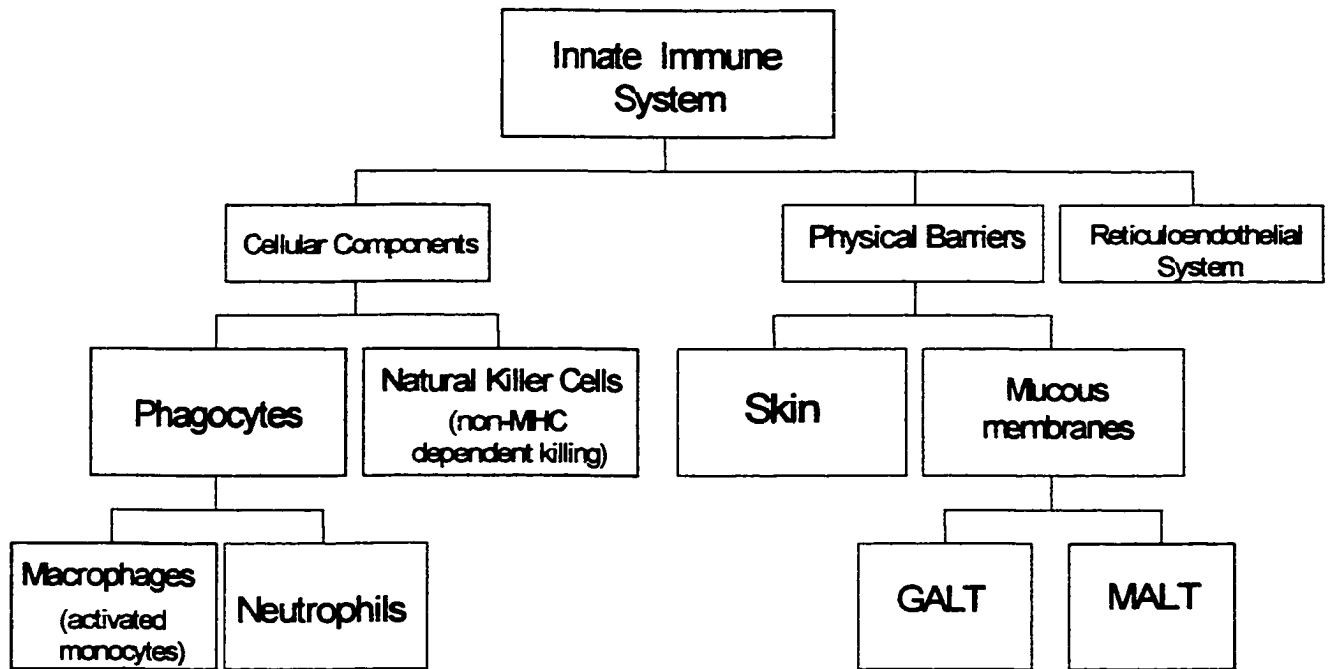 Innate Immune
System
Cellular Components
Physical Barriers
Reticuloendothelial
System
Phagocytes
Natural Killer Cells
(non-MHC
dependent killing)
Skin
Mucous
membranes
Macrophages
(activated
monocytes)
Neutrophils
GALT
MALT